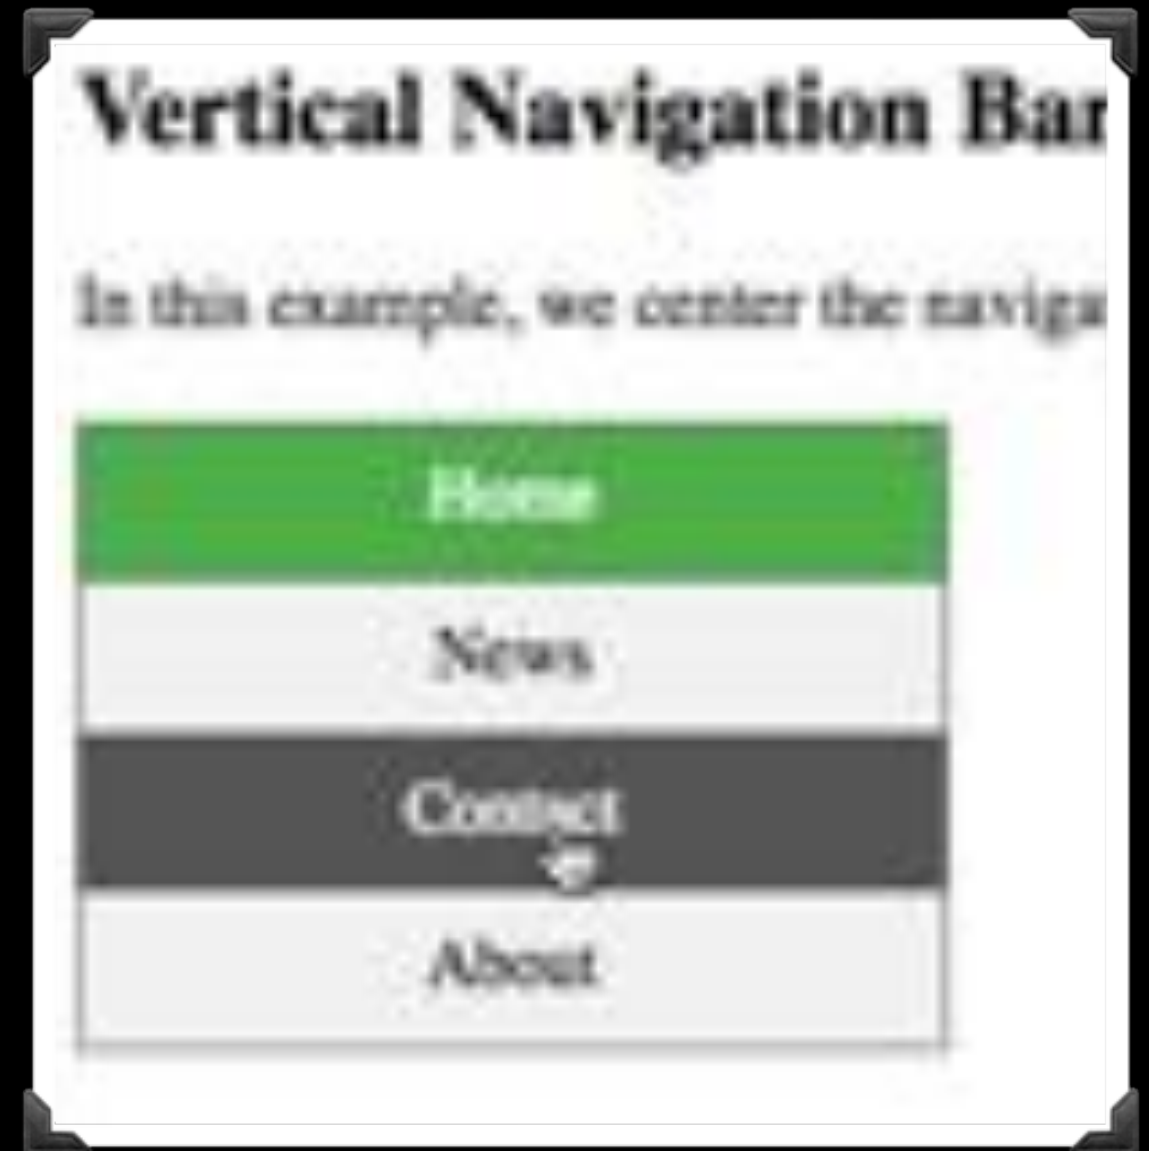 Vertical Navigation Bar
In this example, we center the naviga
Home
News
Contact
About